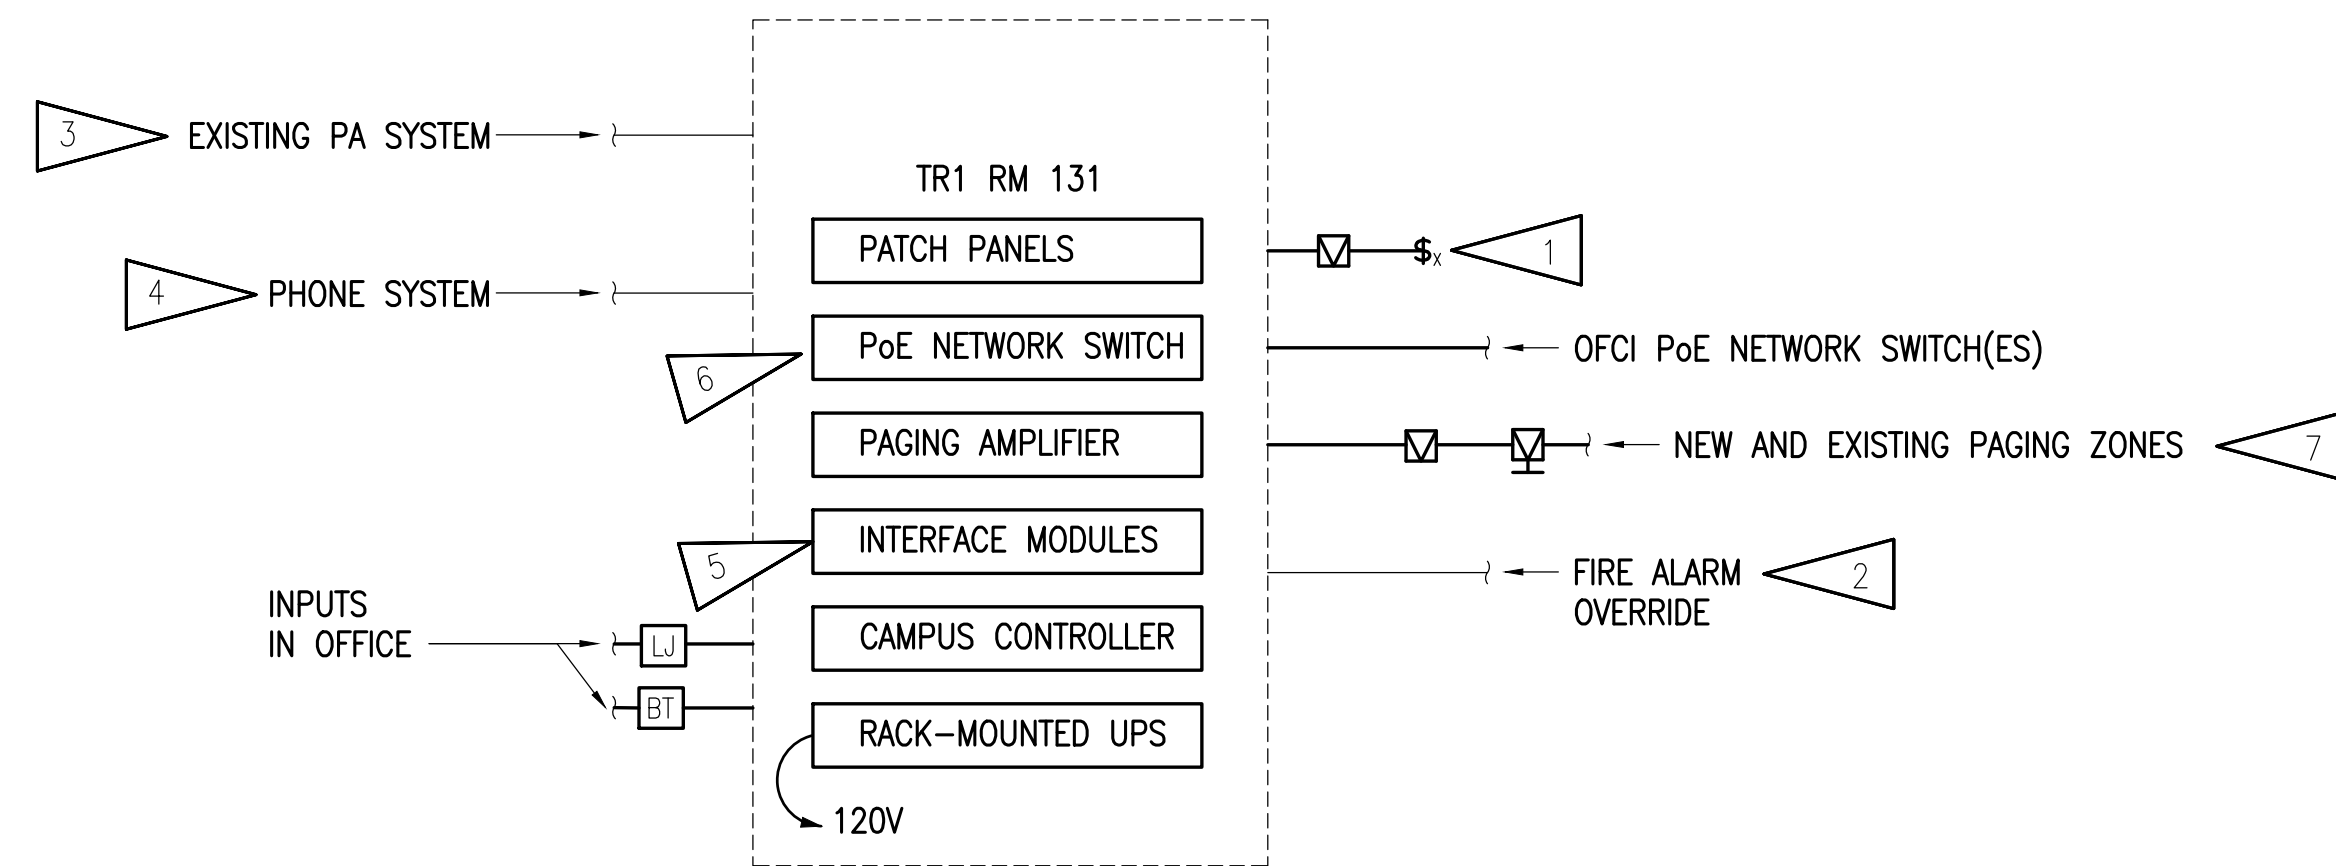 3
EXISTING PA SYSTEM
TR1 RM 131
PATCH PANELS
$x
1
4
PHONE SYSTEM
PoE NETWORK SWITCH
6
OFCI PoE NETWORK SWITCH(ES)
PAGING AMPLIFIER
NEW AND EXISTING PAGING ZONES
7
INTERFACE MODULES
5
FIRE ALARM
OVERRIDE
2
INPUTS
IN OFFICE
LJ
BT
CAMPUS CONTROLLER
RACK-MOUNTED UPS
120V